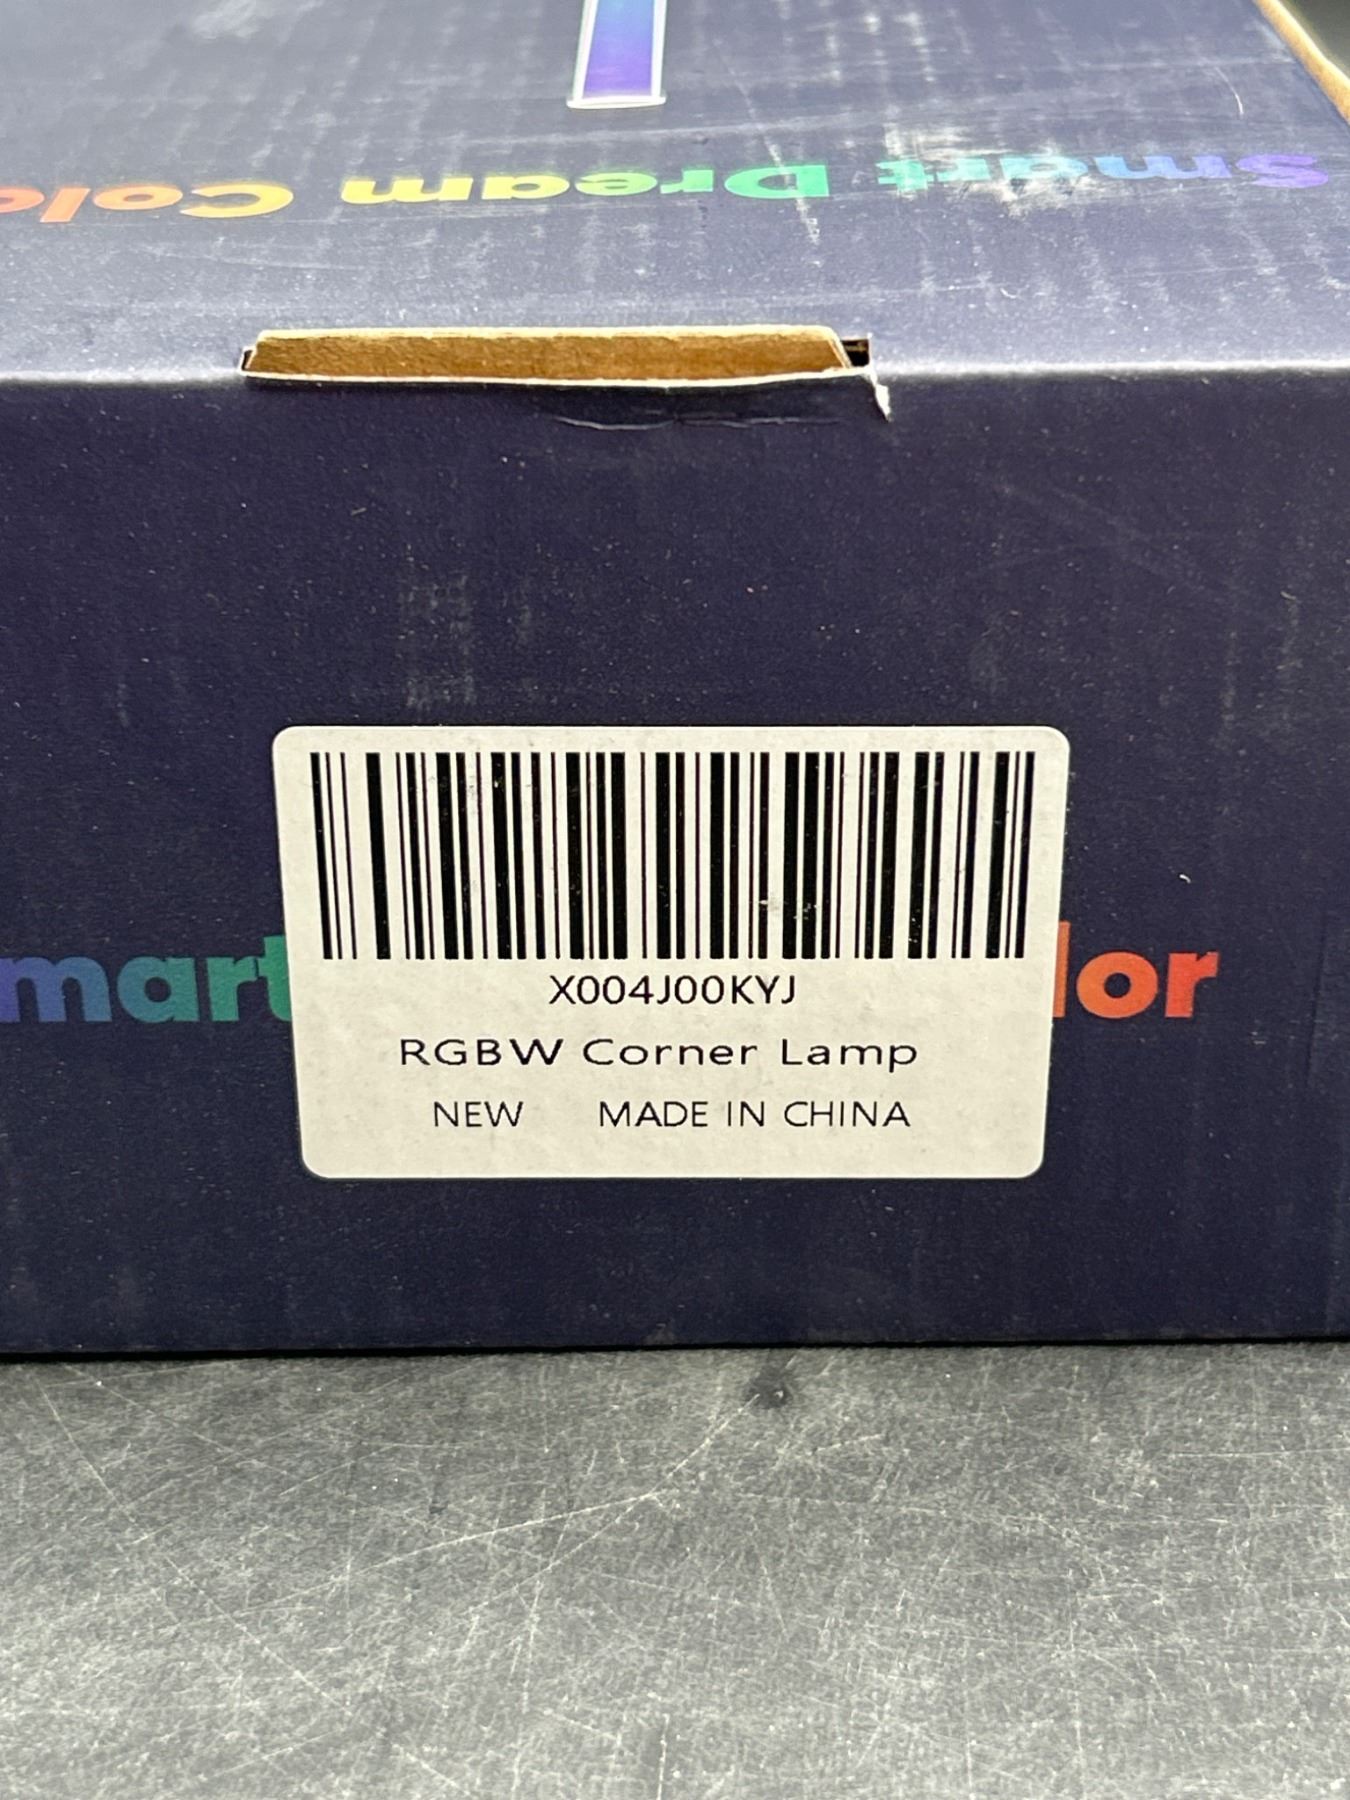 Smart Dream Colo
mart
lor
X004J00KYJ
RGBW Corner Lamp
NEW MADE IN CHINA